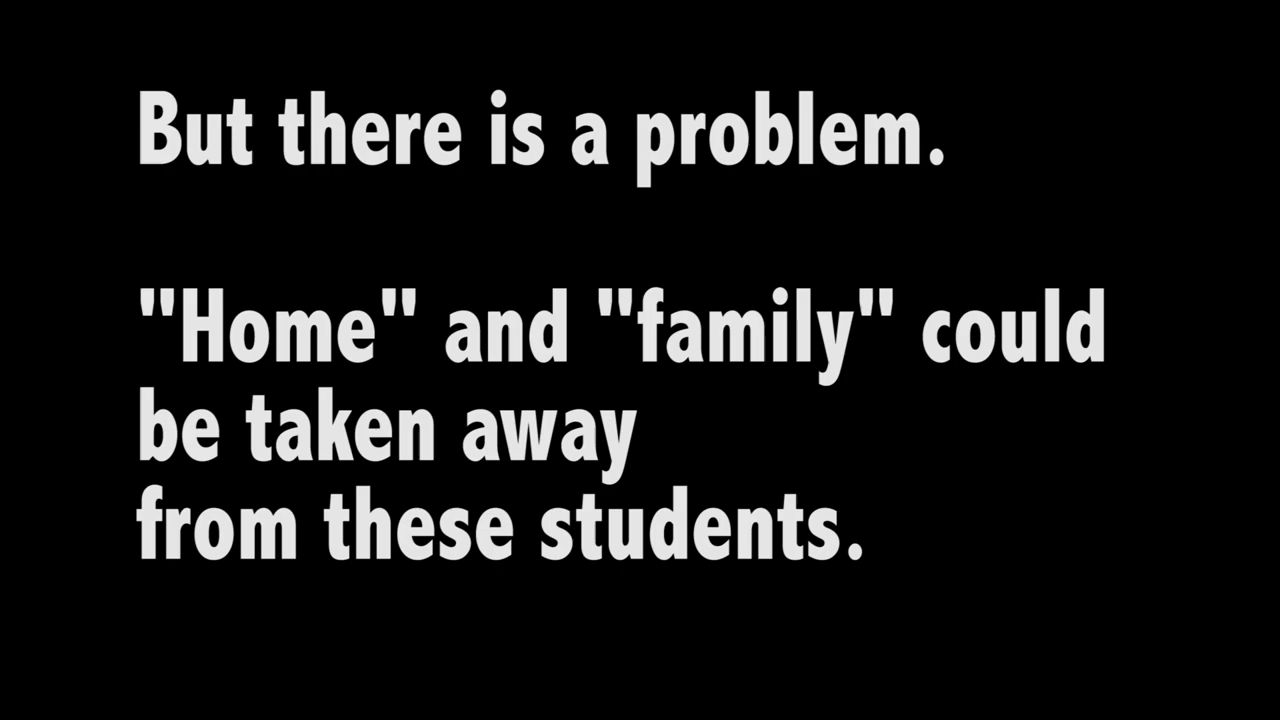 But there is a problem.
"Home" and "family" could
be taken away
from these students.